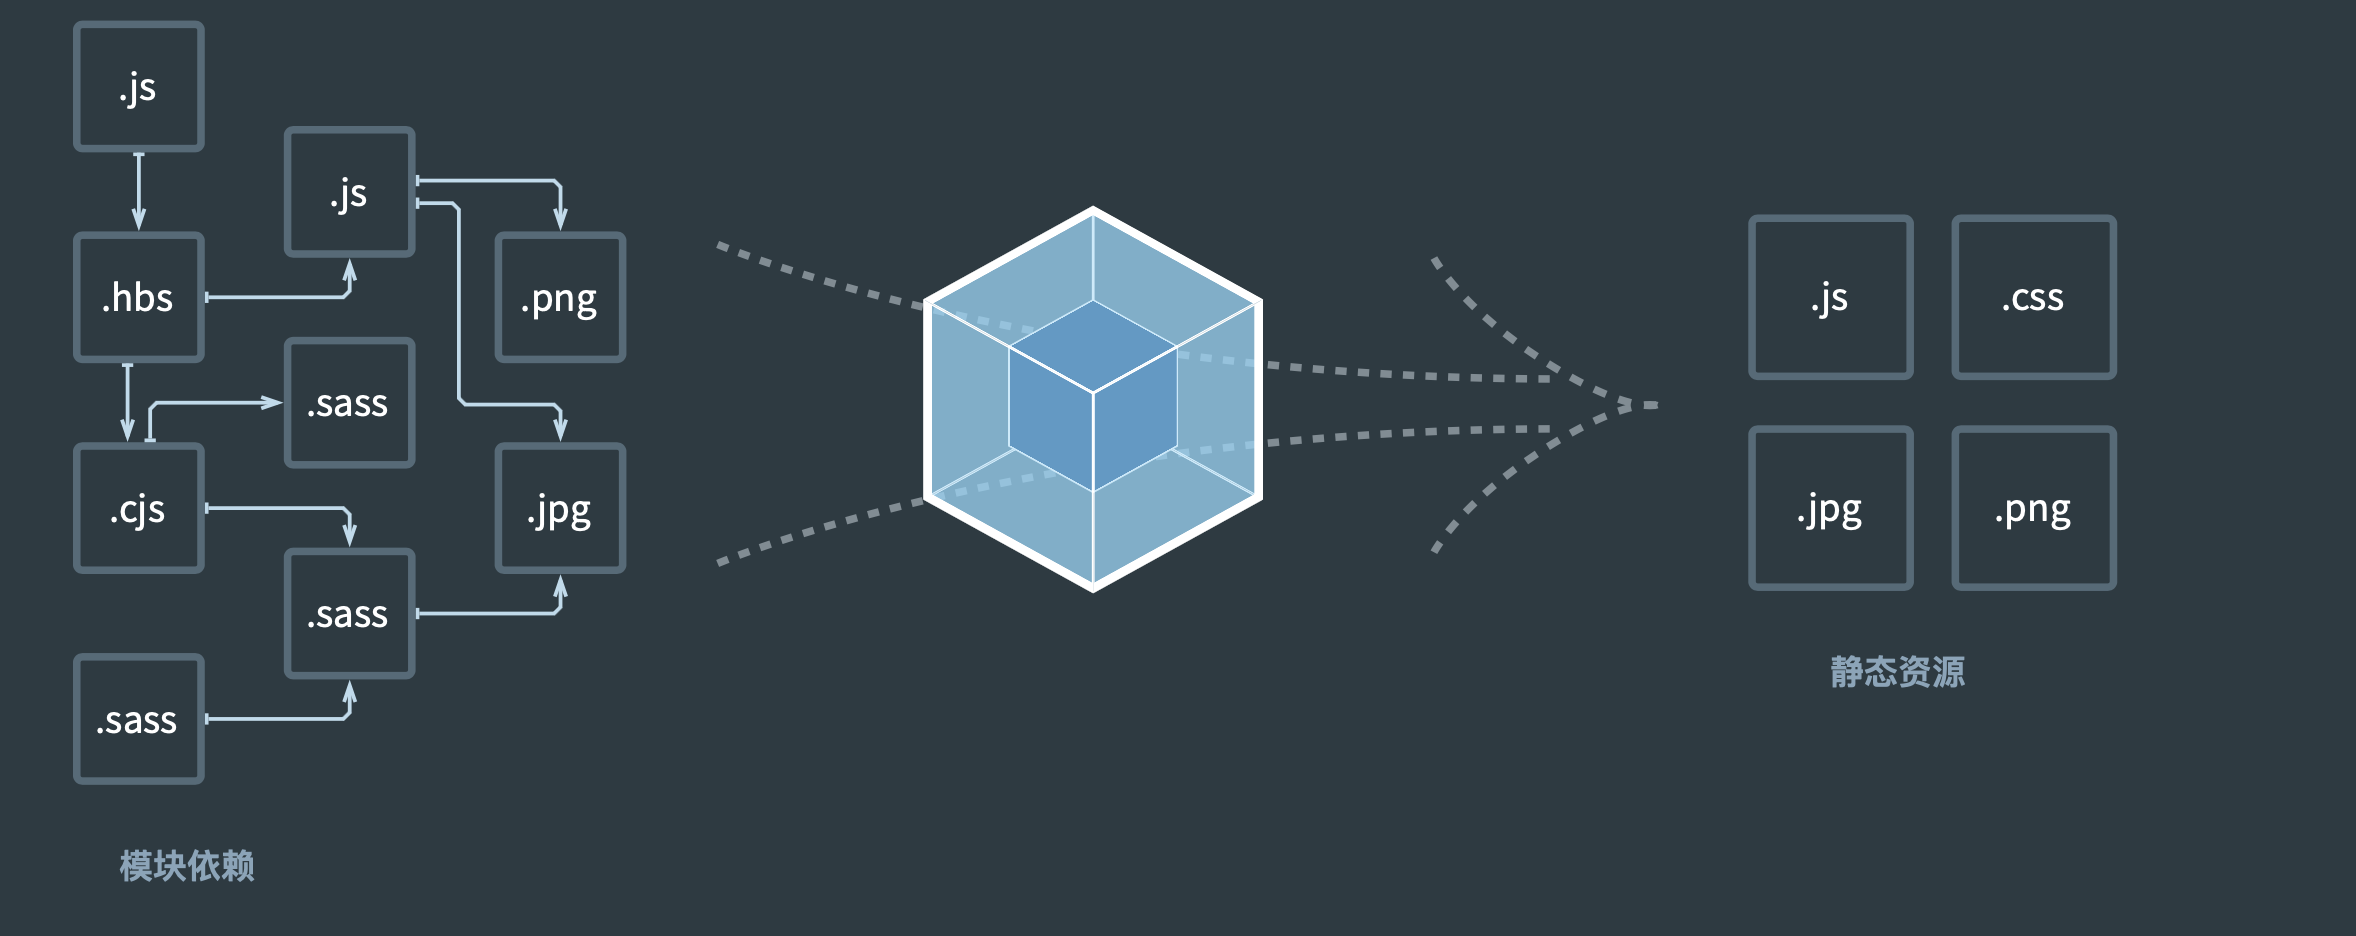 .js
.js
.hbs
.png
.sass
.cjs
.jpg
.sass
.sass
模块依赖
.js
.css
.jpg
.png
静态资源